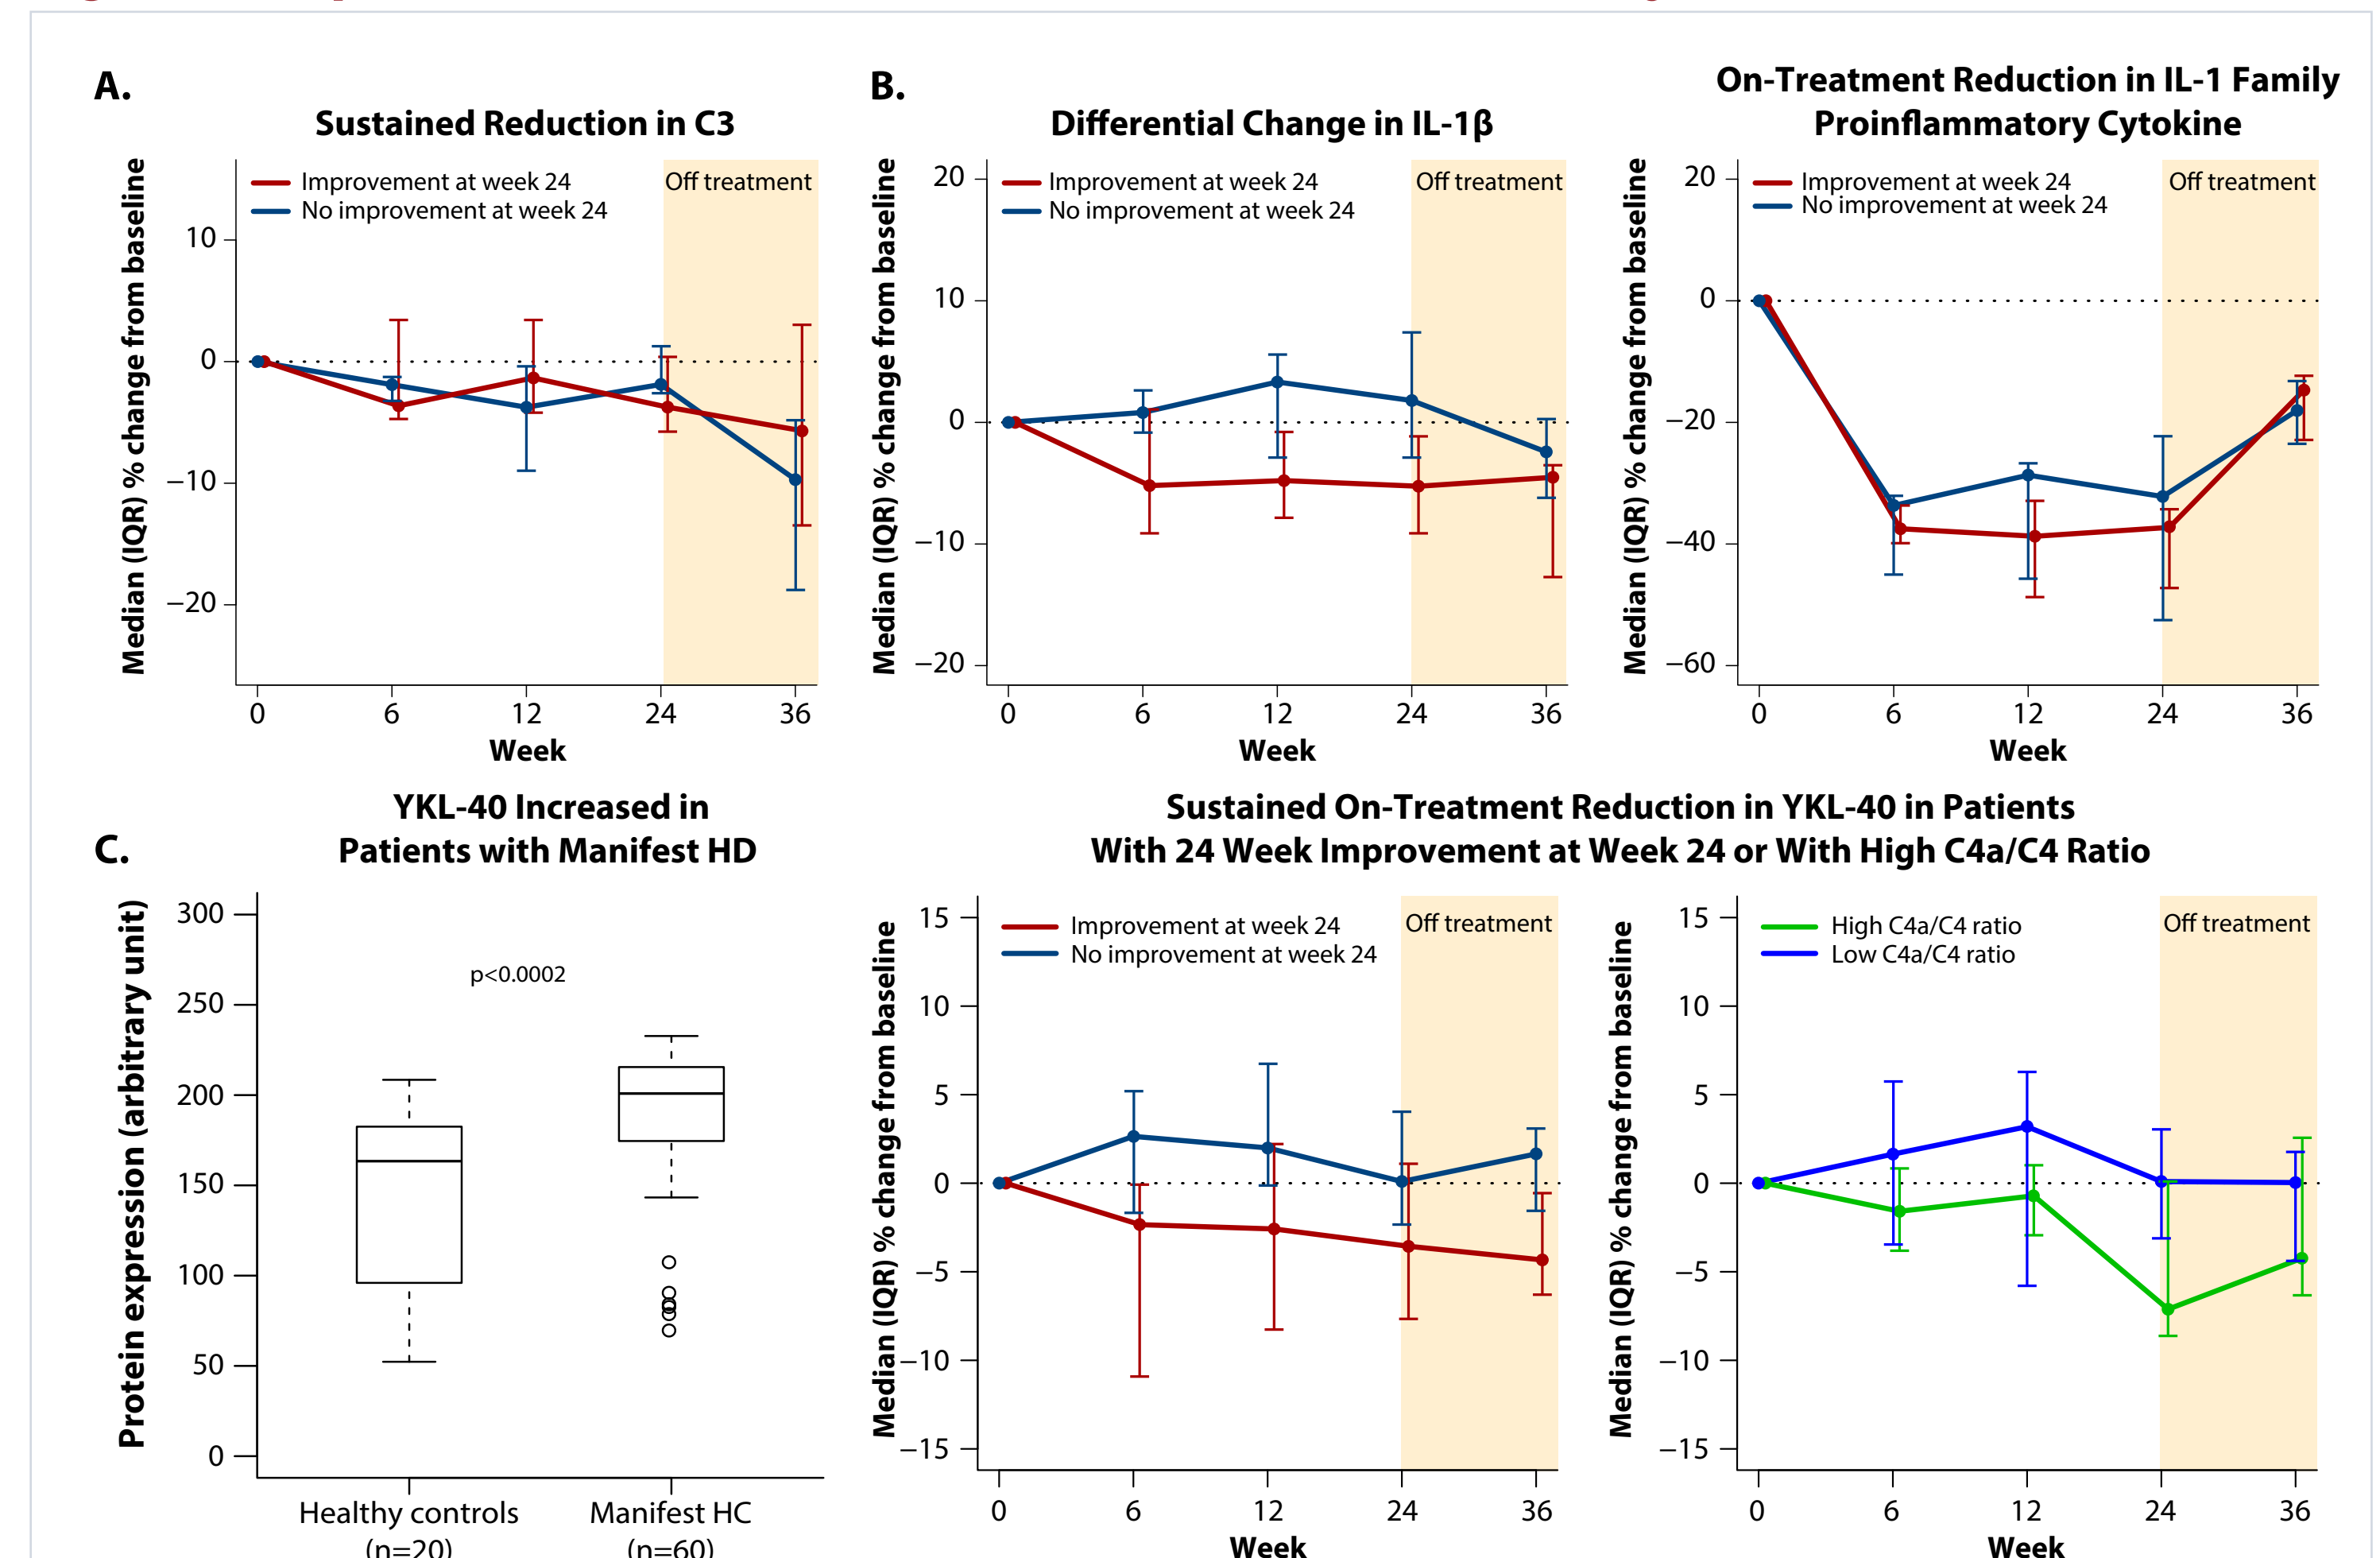 A.
Sustained Reduction in C3
Median (IQR) % change from baseline
Improvement at week 24
No improvement at week 24
Off treatment
10
0
−10
−20
0 6 12 24 36
Week
B.
Differential Change in IL-1β
Median (IQR) % change from baseline
Improvement at week 24
No improvement at week 24
Off treatment
20
10
0
−10
−20
0 6 12 24 36
Week
On-Treatment Reduction in IL-1 Family
Proinflammatory Cytokine
Median (IQR) % change from baseline
Improvement at week 24
No improvement at week 24
Off treatment
20
0
−20
−40
−60
0 6 12 24 36
Week
C.
YKL-40 Increased in
Patients with Manifest HD
Protein expression (arbitrary unit)
p<0.0002
300
250
200
150
100
50
0
Healthy controls
(n=20)
Manifest HC
(n=60)
Sustained On-Treatment Reduction in YKL-40 in Patients
With 24 Week Improvement at Week 24 or With High C4a/C4 Ratio
Median (IQR) % change from baseline
Improvement at week 24
No improvement at week 24
Off treatment
15
10
5
0
−5
−10
−15
0 6 12 24 36
Week
Median (IQR) % change from baseline
High C4a/C4 ratio
Low C4a/C4 ratio
Off treatment
15
10
5
0
−5
−10
−15
0 6 12 24 36
Week